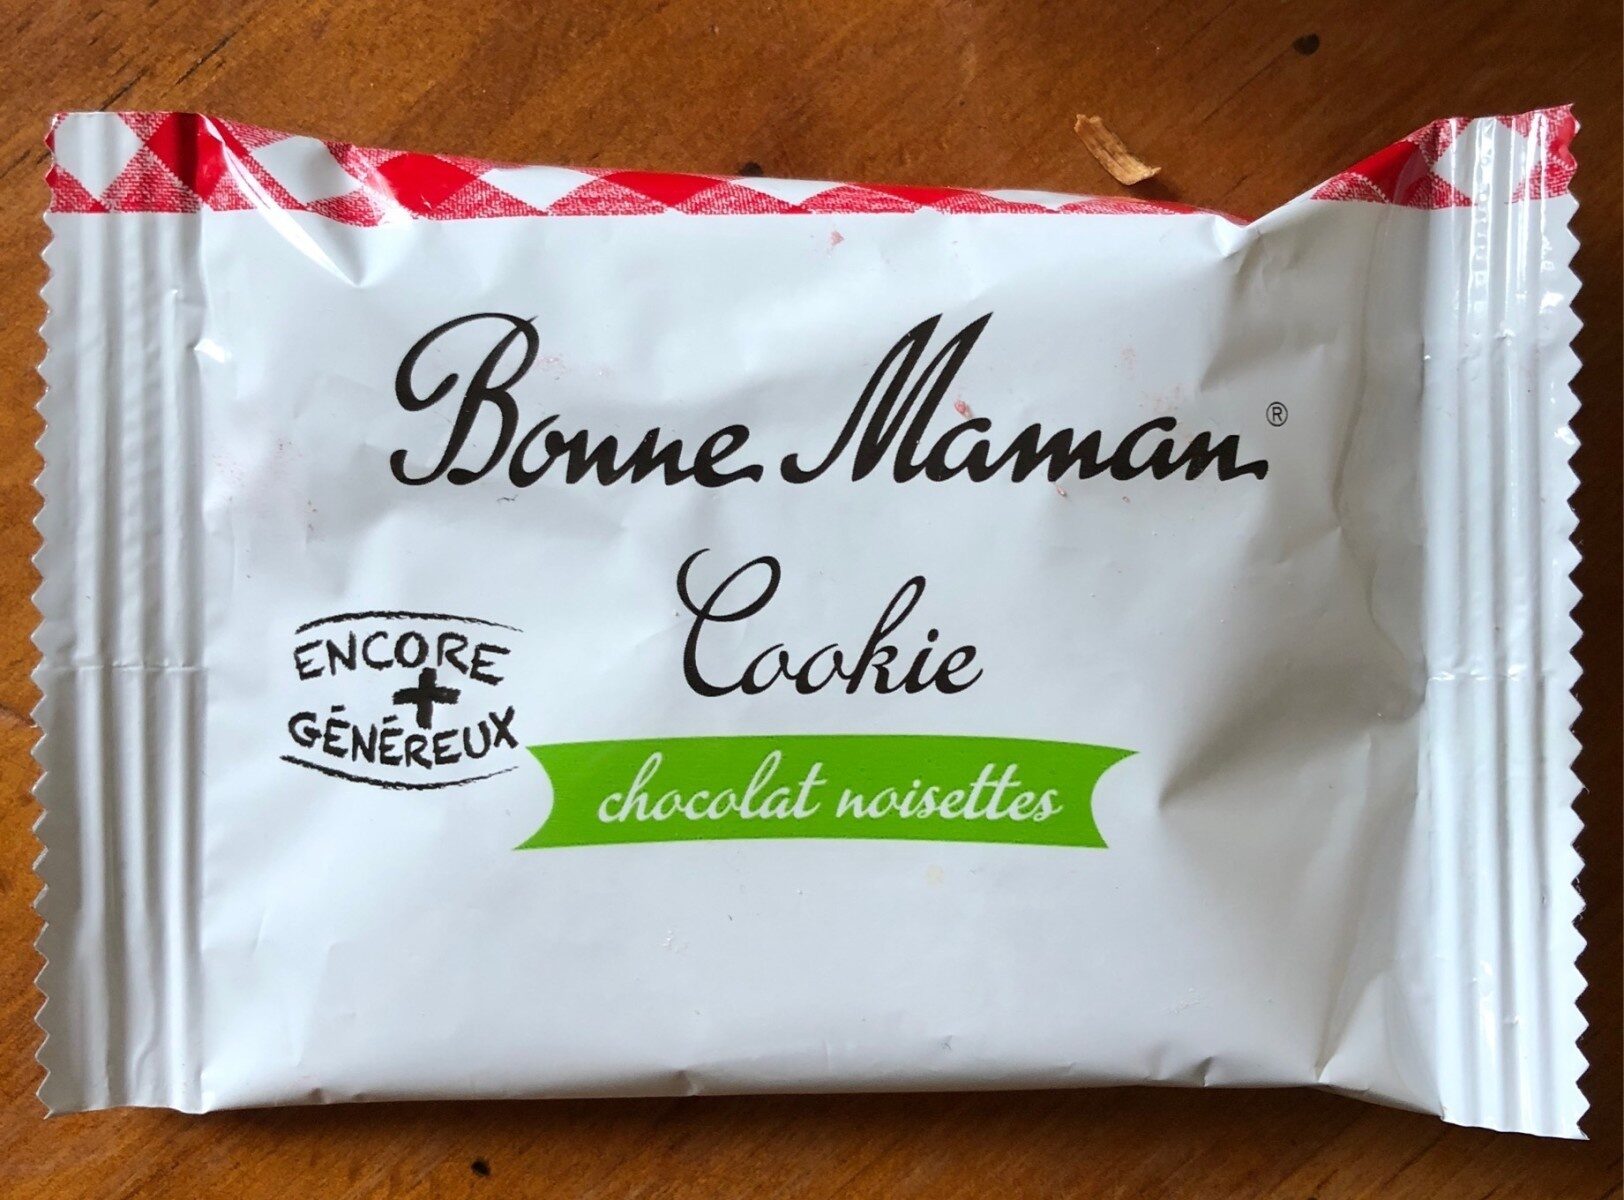 Bonne Maman®
Cookie
ENCORE
+
GÉNÉREUX
chocolat noisettes